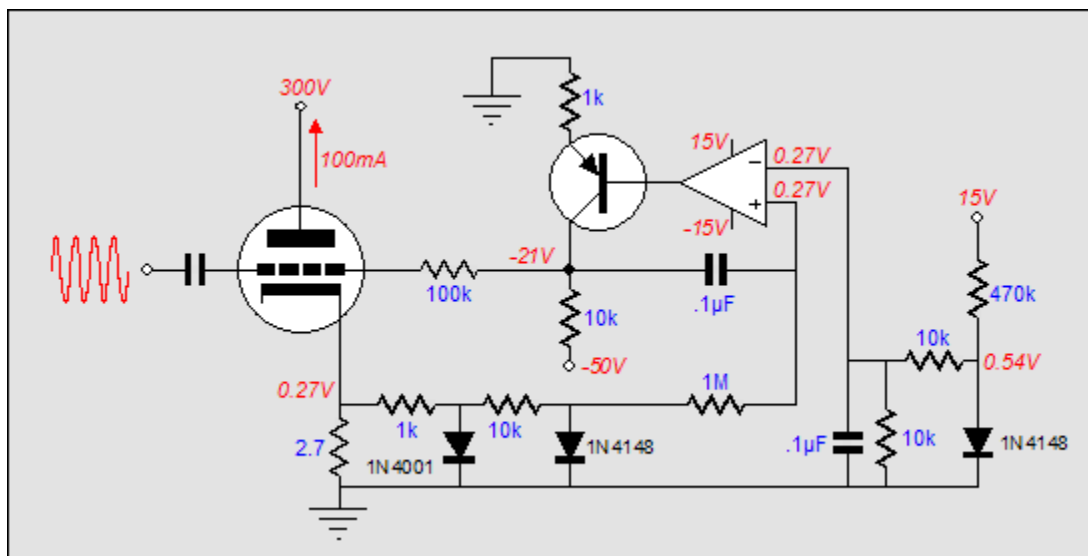 300V
100mA
1k
15V
0.27V
0.27V
-15V
15V
-21V
100k
.1µF
470k
10k
-50V
10k
0.54V
0.27V
1k
10k
1M
2.7
1N4001
1N4148
.1µF
10k
1N4148
+
−